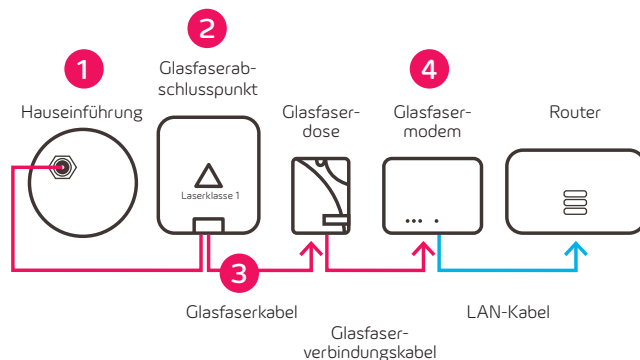 1
Hauseinführung
2
Glasfaserab-
schlusspunkt
Laserklasse 1
3
Glasfaserkabel
Glasfaser-
dose
Glasfaser-
verbindungskabel
4
Glasfaser-
modem
LAN-Kabel
Router